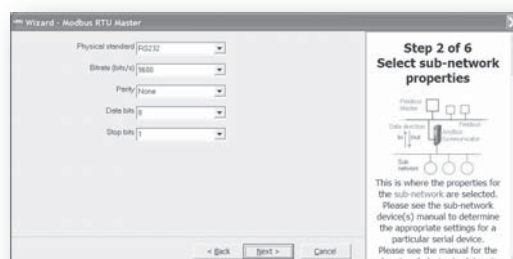 Wizard - Modbus RTU Master
Physical standard RS232
Bitrate (bits/s) 9600
Parity None
Data bits 8
Stop bits 1
< Back Next > Cancel
Step 2 of 6
Select sub-network
properties
Fieldbus
Master
Fieldbus
Data direction
In Out
Anybus
Communicator
Sub
network
This is where the properties for
the sub-network are selected.
Please see the sub-network
device(s) manual to determine
the appropriate settings for a
particular serial device.
Please see the manual for the